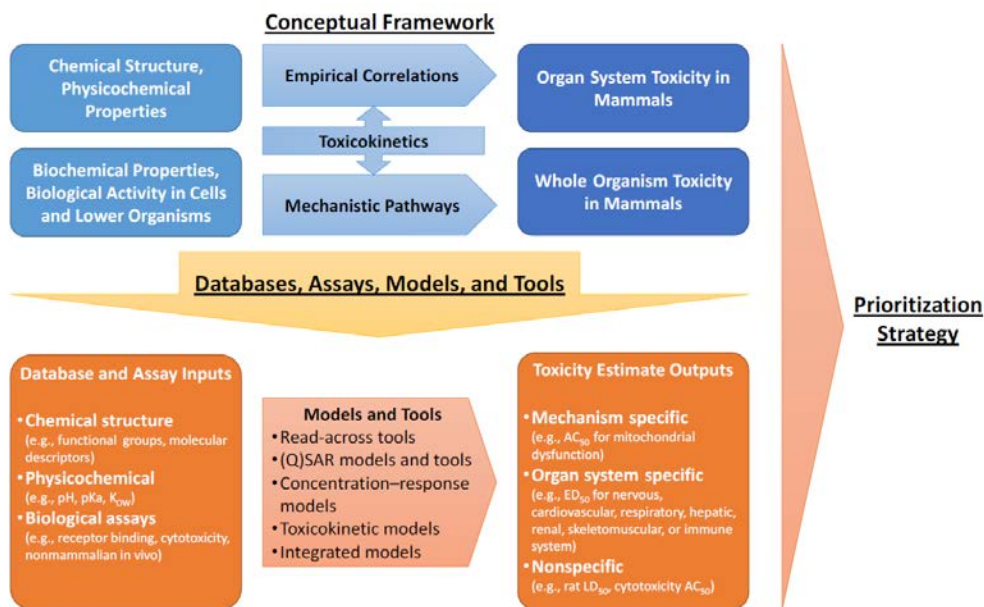 Conceptual Framework
Chemical Structure,
Physicochemical
Properties
Empirical Correlations
Organ System Toxicity in
Mammals
Toxicokinetics
Biochemical Properties,
Biological Activity in Cells
and Lower Organisms
Mechanistic Pathways
Whole Organism Toxicity
in Mammals
Databases, Assays, Models, and Tools
Prioritization
Strategy
Database and Assay Inputs
• Chemical structure
(e.g., functional groups, molecular
descriptors)
• Physicochemical
(e.g., pH, pKa, KOW)
• Biological assays
(e.g., receptor binding, cytotoxicity,
nonmammalian in vivo)
Models and Tools
• Read-across tools
• (Q)SAR models and tools
• Concentration–response
models
• Toxicokinetic models
• Integrated models
Toxicity Estimate Outputs
• Mechanism specific
(e.g., AC50 for mitochondrial
dysfunction)
• Organ system specific
(e.g., ED50 for nervous,
cardiovascular, respiratory, hepatic,
renal, skeletomuscular, or immune
system)
• Nonspecific
(e.g., rat LD50, cytotoxicity AC50)